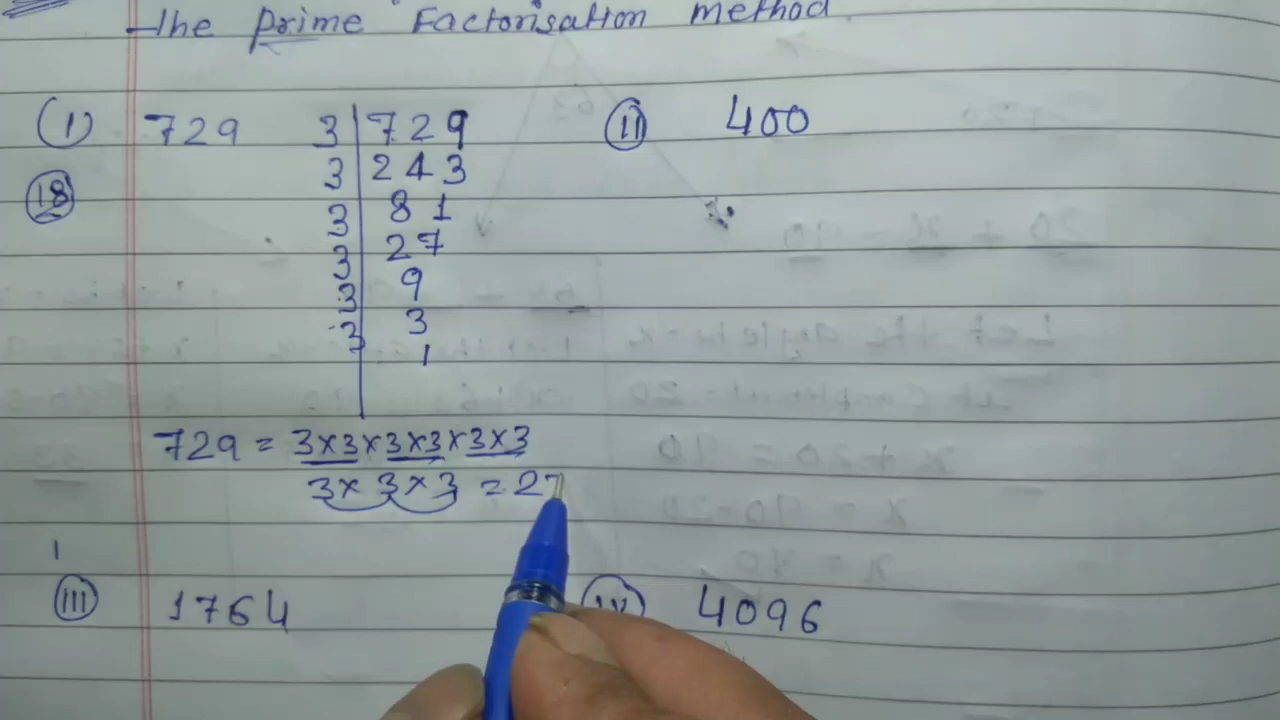 The prime Factorisation method
(I) 729
3 | 729
3 | 243
3 | 81
3 | 27
3 | 9
3 | 3
1
(II) 400
18
729 = 3×3×3×3×3×3
3×3×3 = 27
(III) 1764
(IV) 4096